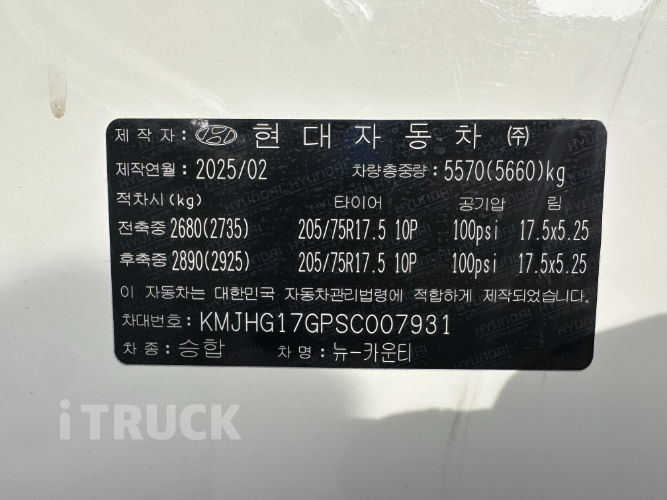 제 작 자 : 현 대 자 동 차 ㈜
제작연월 : 2025/02 차량총중량 : 5570(5660)kg
적차시(kg) 타이어 공기압 림
전축중 2680(2735) 205/75R17.5 10P 100psi 17.5x5.25
후축중 2890(2925) 205/75R17.5 10P 100psi 17.5x5.25
이 자동차는 대한민국 자동차관리법령에 적합하게 제작되었습니다.
차대번호 : KMJHG17GPSC007931
차 종 : 승합 차 명 : 뉴-카운티
iTRUCK